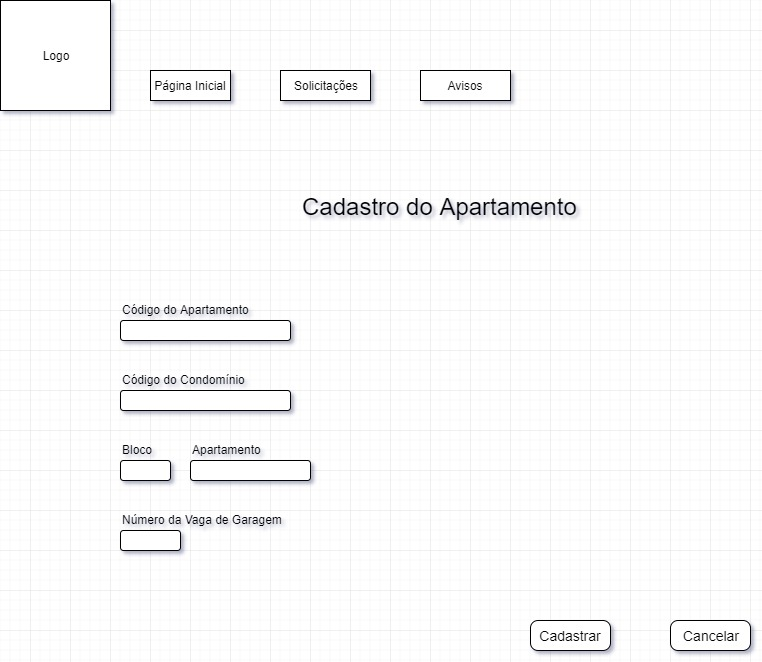 Logo
Página Inicial
Solicitações
Avisos
Cadastro do Apartamento
Código do Apartamento
Código do Condomínio
Bloco
Apartamento
Número da Vaga de Garagem
Cadastrar
Cancelar